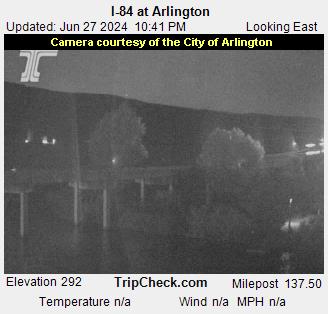 I-84 at Arlington
Updated: Jun 27 2024 10:41 PM Looking East
Camera courtesy of the City of Arlington
Elevation 292 TripCheck.com Milepost 137.50
Temperature n/a Wind n/a MPH n/a